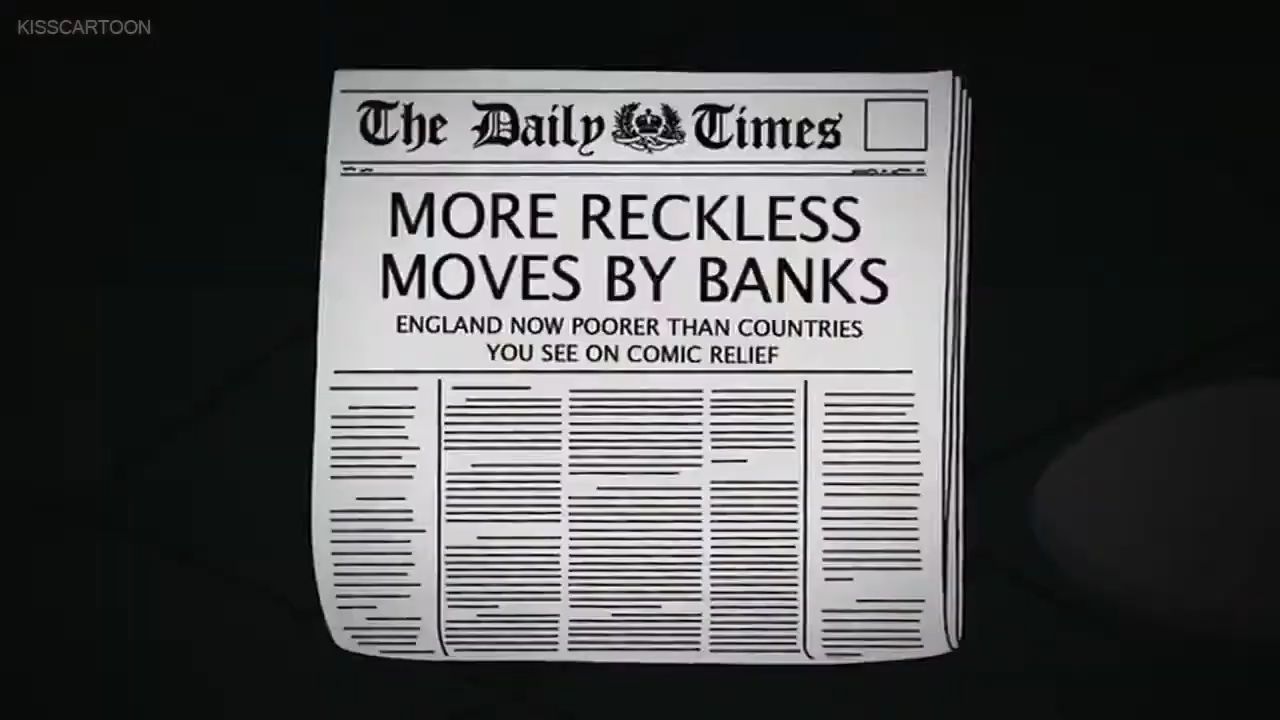 KISSCARTOON
The Daily Times
MORE RECKLESS
MOVES BY BANKS
ENGLAND NOW POORER THAN COUNTRIES
YOU SEE ON COMIC RELIEF